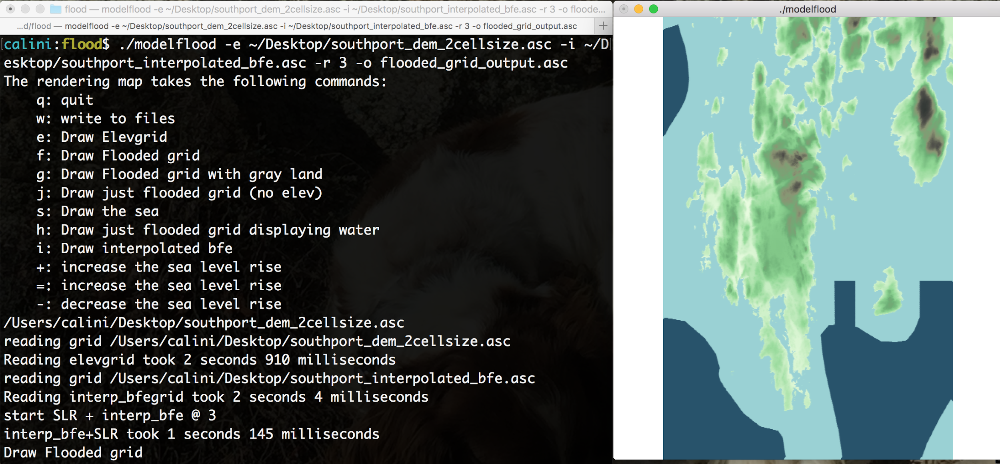 flood — modelflood -e ~/Desktop/southport_dem_2cellsize.asc -i ~/Desktop/southport_interpolated_bfe.asc -r 3 -o floode...
./modelflood
...d/flood — modelflood -e ~/Desktop/southport_dem_2cellsize.asc -i ~/Desktop/southport_interpolated_bfe.asc -r 3 -o flooded_grid_output.asc
+
calini:flood$ ./modelflood -e ~/Desktop/southport_dem_2cellsize.asc -i ~/D
esktop/southport_interpolated_bfe.asc -r 3 -o flooded_grid_output.asc
The rendering map takes the following commands:
    q: quit
    w: write to files
    e: Draw Elevgrid
    f: Draw Flooded grid
    g: Draw Flooded grid with gray land
    j: Draw just flooded grid (no elev)
    s: Draw the sea
    h: Draw just flooded grid displaying water
    i: Draw interpolated bfe
    +: increase the sea level rise
    =: increase the sea level rise
    -: decrease the sea level rise
/Users/calini/Desktop/southport_dem_2cellsize.asc
reading grid /Users/calini/Desktop/southport_dem_2cellsize.asc
Reading elevgrid took 2 seconds 910 milliseconds
reading grid /Users/calini/Desktop/southport_interpolated_bfe.asc
Reading interp_bfegrid took 2 seconds 4 milliseconds
start SLR + interp_bfe @ 3
interp_bfe+SLR took 1 seconds 145 milliseconds
Draw Flooded grid